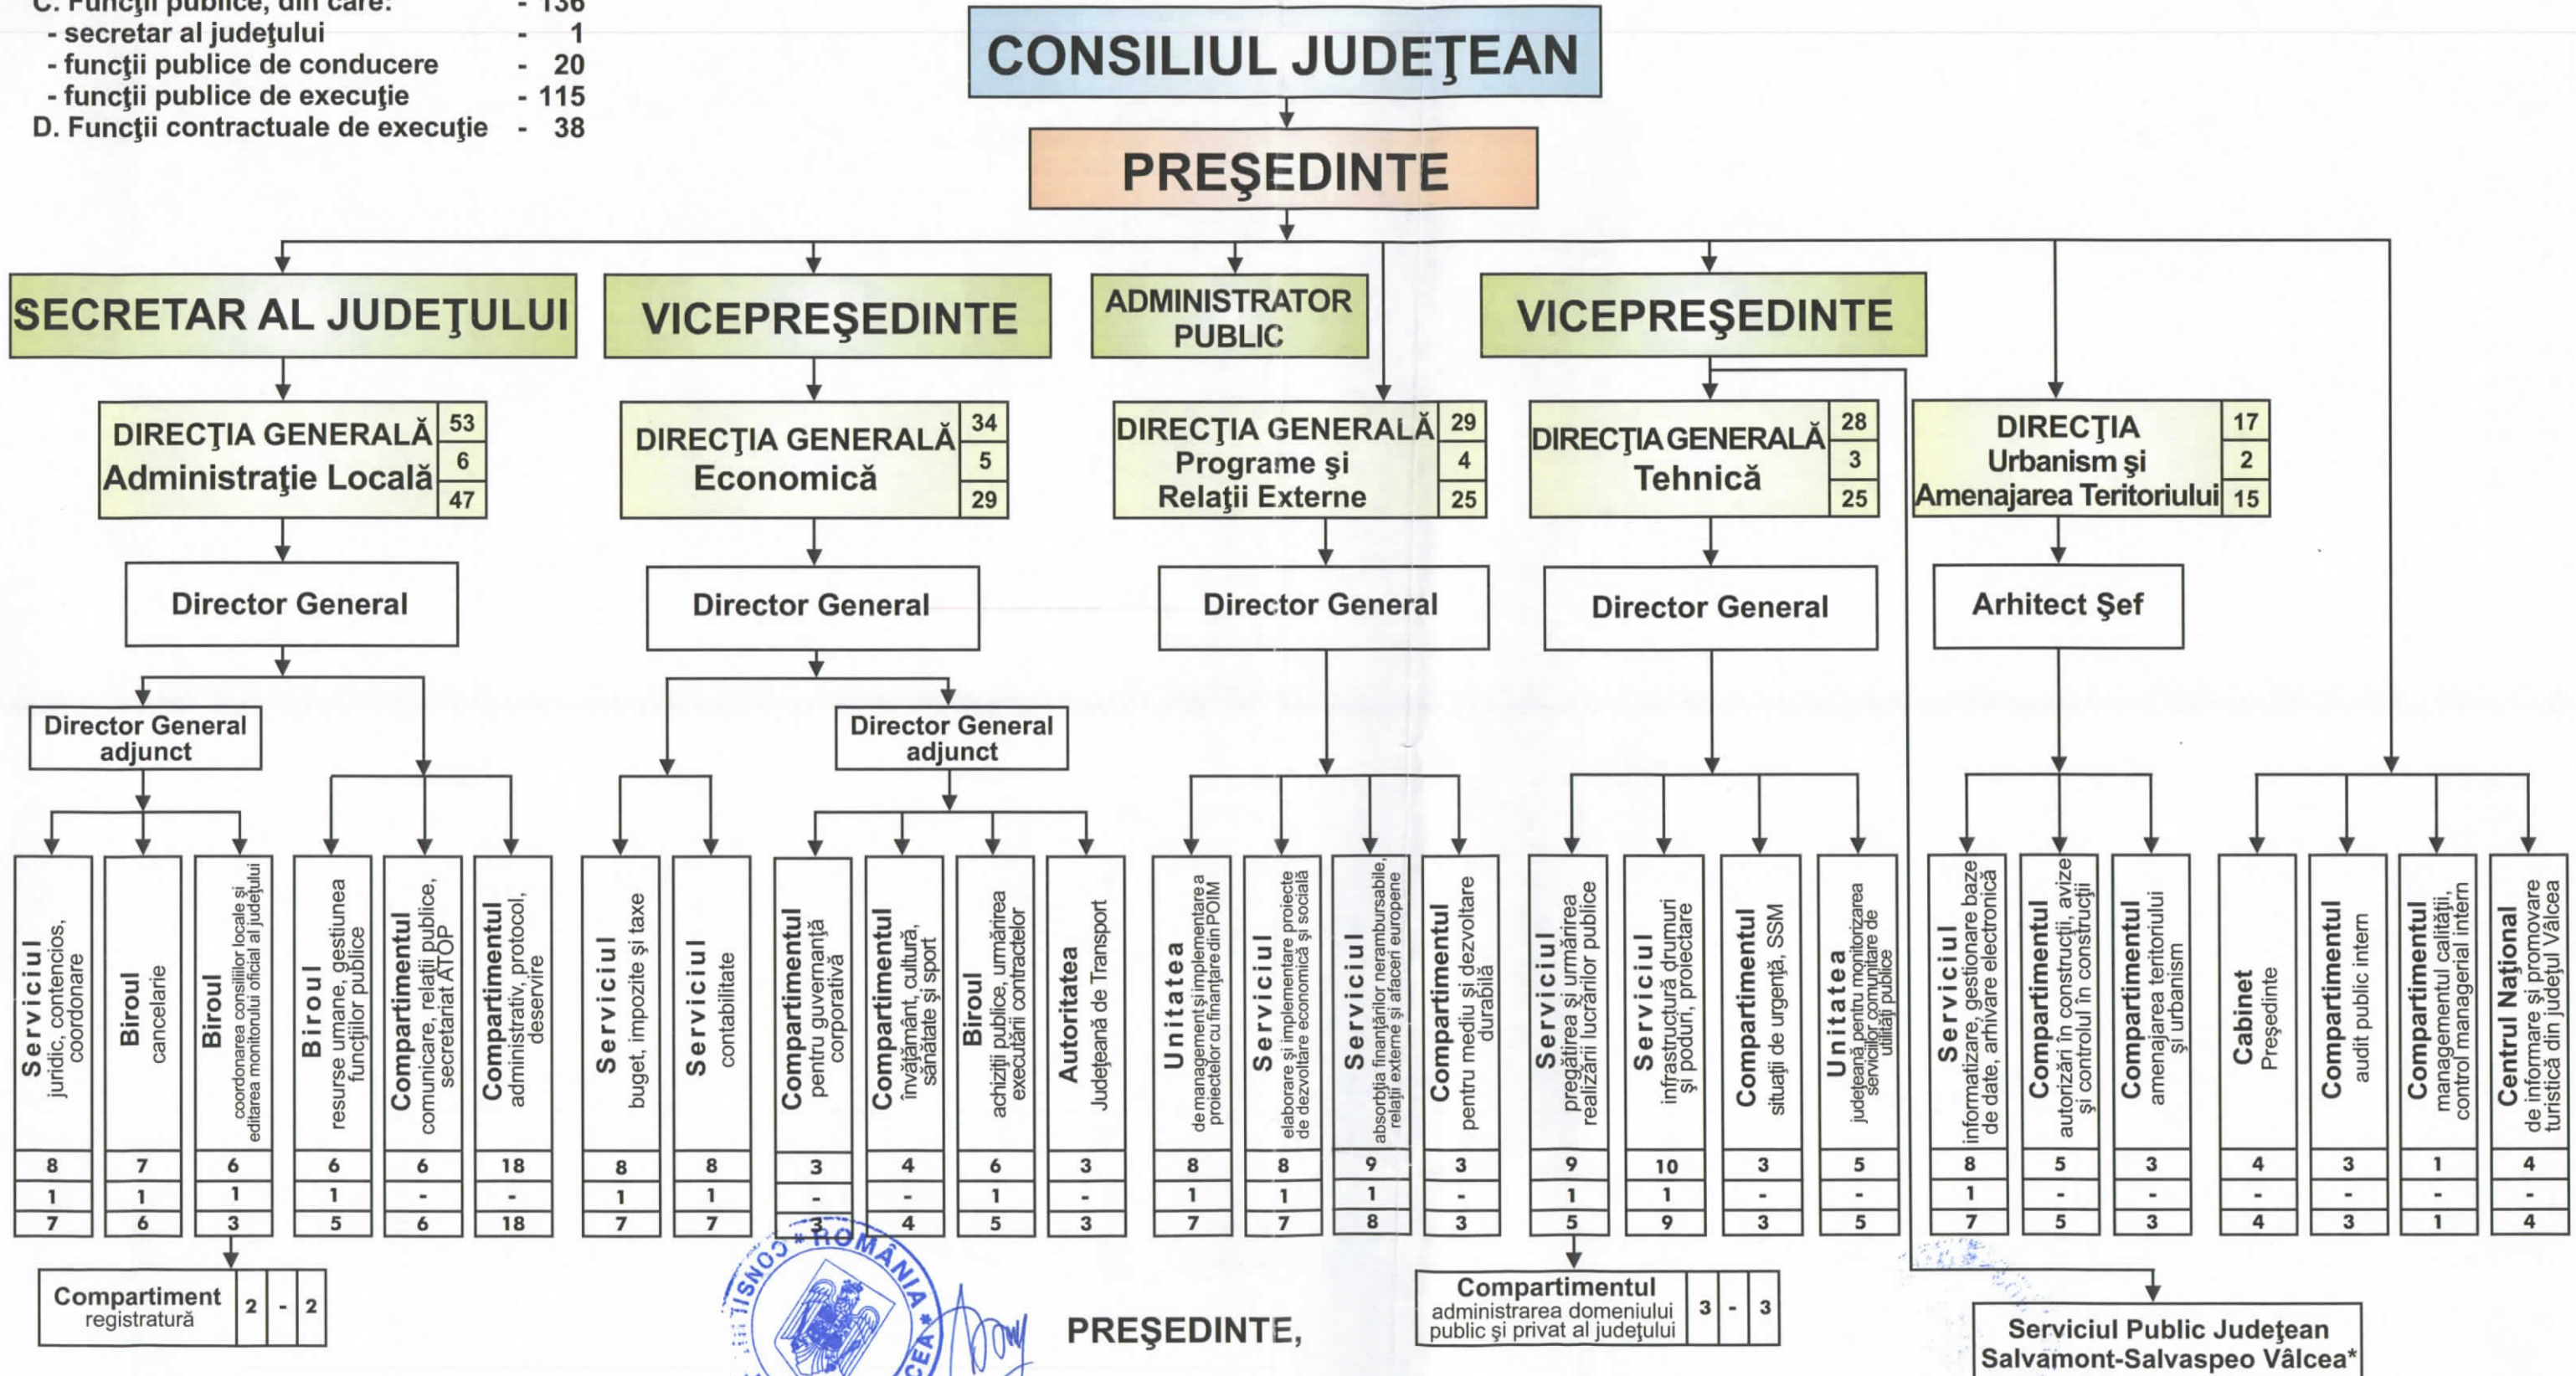 C. Funcţii publice, din care: - 136
- secretar al judeţului - 1
- funcţii publice de conducere - 20
- funcţii publice de execuţie - 115
D. Funcţii contractuale de execuţie - 38
CONSILIUL JUDEŢEAN
PREŞEDINTE
SECRETAR AL JUDEŢULUI
VICEPREŞEDINTE
ADMINISTRATOR
PUBLIC
VICEPREŞEDINTE
DIRECŢIA GENERALĂ
Administraţie Locală
53
6
47
DIRECŢIA GENERALĂ
Economică
34
5
29
DIRECŢIA GENERALĂ
Programe şi
Relaţii Externe
29
4
25
DIRECŢIA GENERALĂ
Tehnică
28
3
25
DIRECŢIA
Urbanism şi
Amenajarea Teritoriului
17
2
15
Director General
Director General
Director General
Director General
Arhitect Şef
Director General
adjunct
Director General
adjunct
Serviciul
juridic, contencios,
coordonare
8
1
7
Biroul
cancelarie
7
1
6
Biroul
coordonarea consiliilor locale şi
editarea monitorului oficial al judeţului
6
1
3
Biroul
resurse umane, gestiunea
funcţiilor publice
6
1
5
Compartimentul
comunicare, relaţii publice,
secretariat ATOP
6
-
6
Compartimentul
administrativ, protocol,
deservire
18
-
18
Serviciul
buget, impozite şi taxe
8
1
7
Serviciul
contabilitate
8
1
7
Compartimentul
pentru guvernanţă
corporativă
3
-
3
Compartimentul
învăţământ, cultură,
sănătate şi sport
4
-
4
Biroul
achiziţii publice, urmărirea
executării contractelor
6
1
5
Autoritatea
Judeţeană de Transport
3
-
3
Unitatea
de management şi implementare a
proiectelor cu finanţare din POIM
8
1
7
Serviciul
elaborare şi implementare proiecte
de dezvoltare economică şi socială
8
1
7
Serviciul
absorbţia finanţărilor nerambursabile,
relaţii externe şi afaceri europene
9
1
8
Compartimentul
pentru mediu şi dezvoltare
durabilă
3
-
3
Serviciul
pregătirea şi urmărirea
realizării lucrărilor publice
9
1
5
Serviciul
infrastructură drumuri
şi poduri, proiectare
10
1
9
Compartimentul
situaţii de urgenţă, SSM
3
-
3
Unitatea
judeţeană pentru monitorizarea
serviciilor comunitare de
utilităţi publice
5
-
5
Serviciul
informatizare, gestionare baze
de date, arhivare electronică
8
1
7
Compartimentul
autorizări în construcţii, avize
şi controlul în construcţii
5
-
5
Compartimentul
amenajarea teritoriului
şi urbanism
3
-
3
Cabinet
Preşedinte
4
-
4
Compartimentul
audit public intern
3
-
3
Compartimentul
managementul calităţii,
control managerial intern
1
-
1
Centrul Naţional
de informare şi promovare
turistică din judeţul Vâlcea
4
-
4
Compartiment
registratură
2 - 2
* ROMÂNIA *
PREŞEDINTE,
Compartimentul
administrarea domeniului
public şi privat al judeţului
3 - 3
Serviciul Public Judeţean
Salvamont-Salvaspeo Vâlcea*